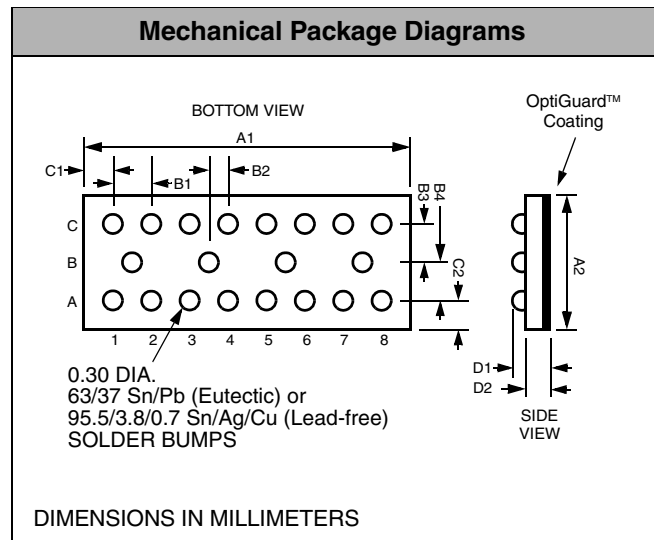 Mechanical Package Diagrams
BOTTOM VIEW
OptiGuard™
Coating
A1
C1
B1
B2
B3
B4
C2
A2
C
B
A
1 2 3 4 5 6 7 8
D1
D2
SIDE
VIEW
0.30 DIA.
63/37 Sn/Pb (Eutectic) or
95.5/3.8/0.7 Sn/Ag/Cu (Lead-free)
SOLDER BUMPS
DIMENSIONS IN MILLIMETERS